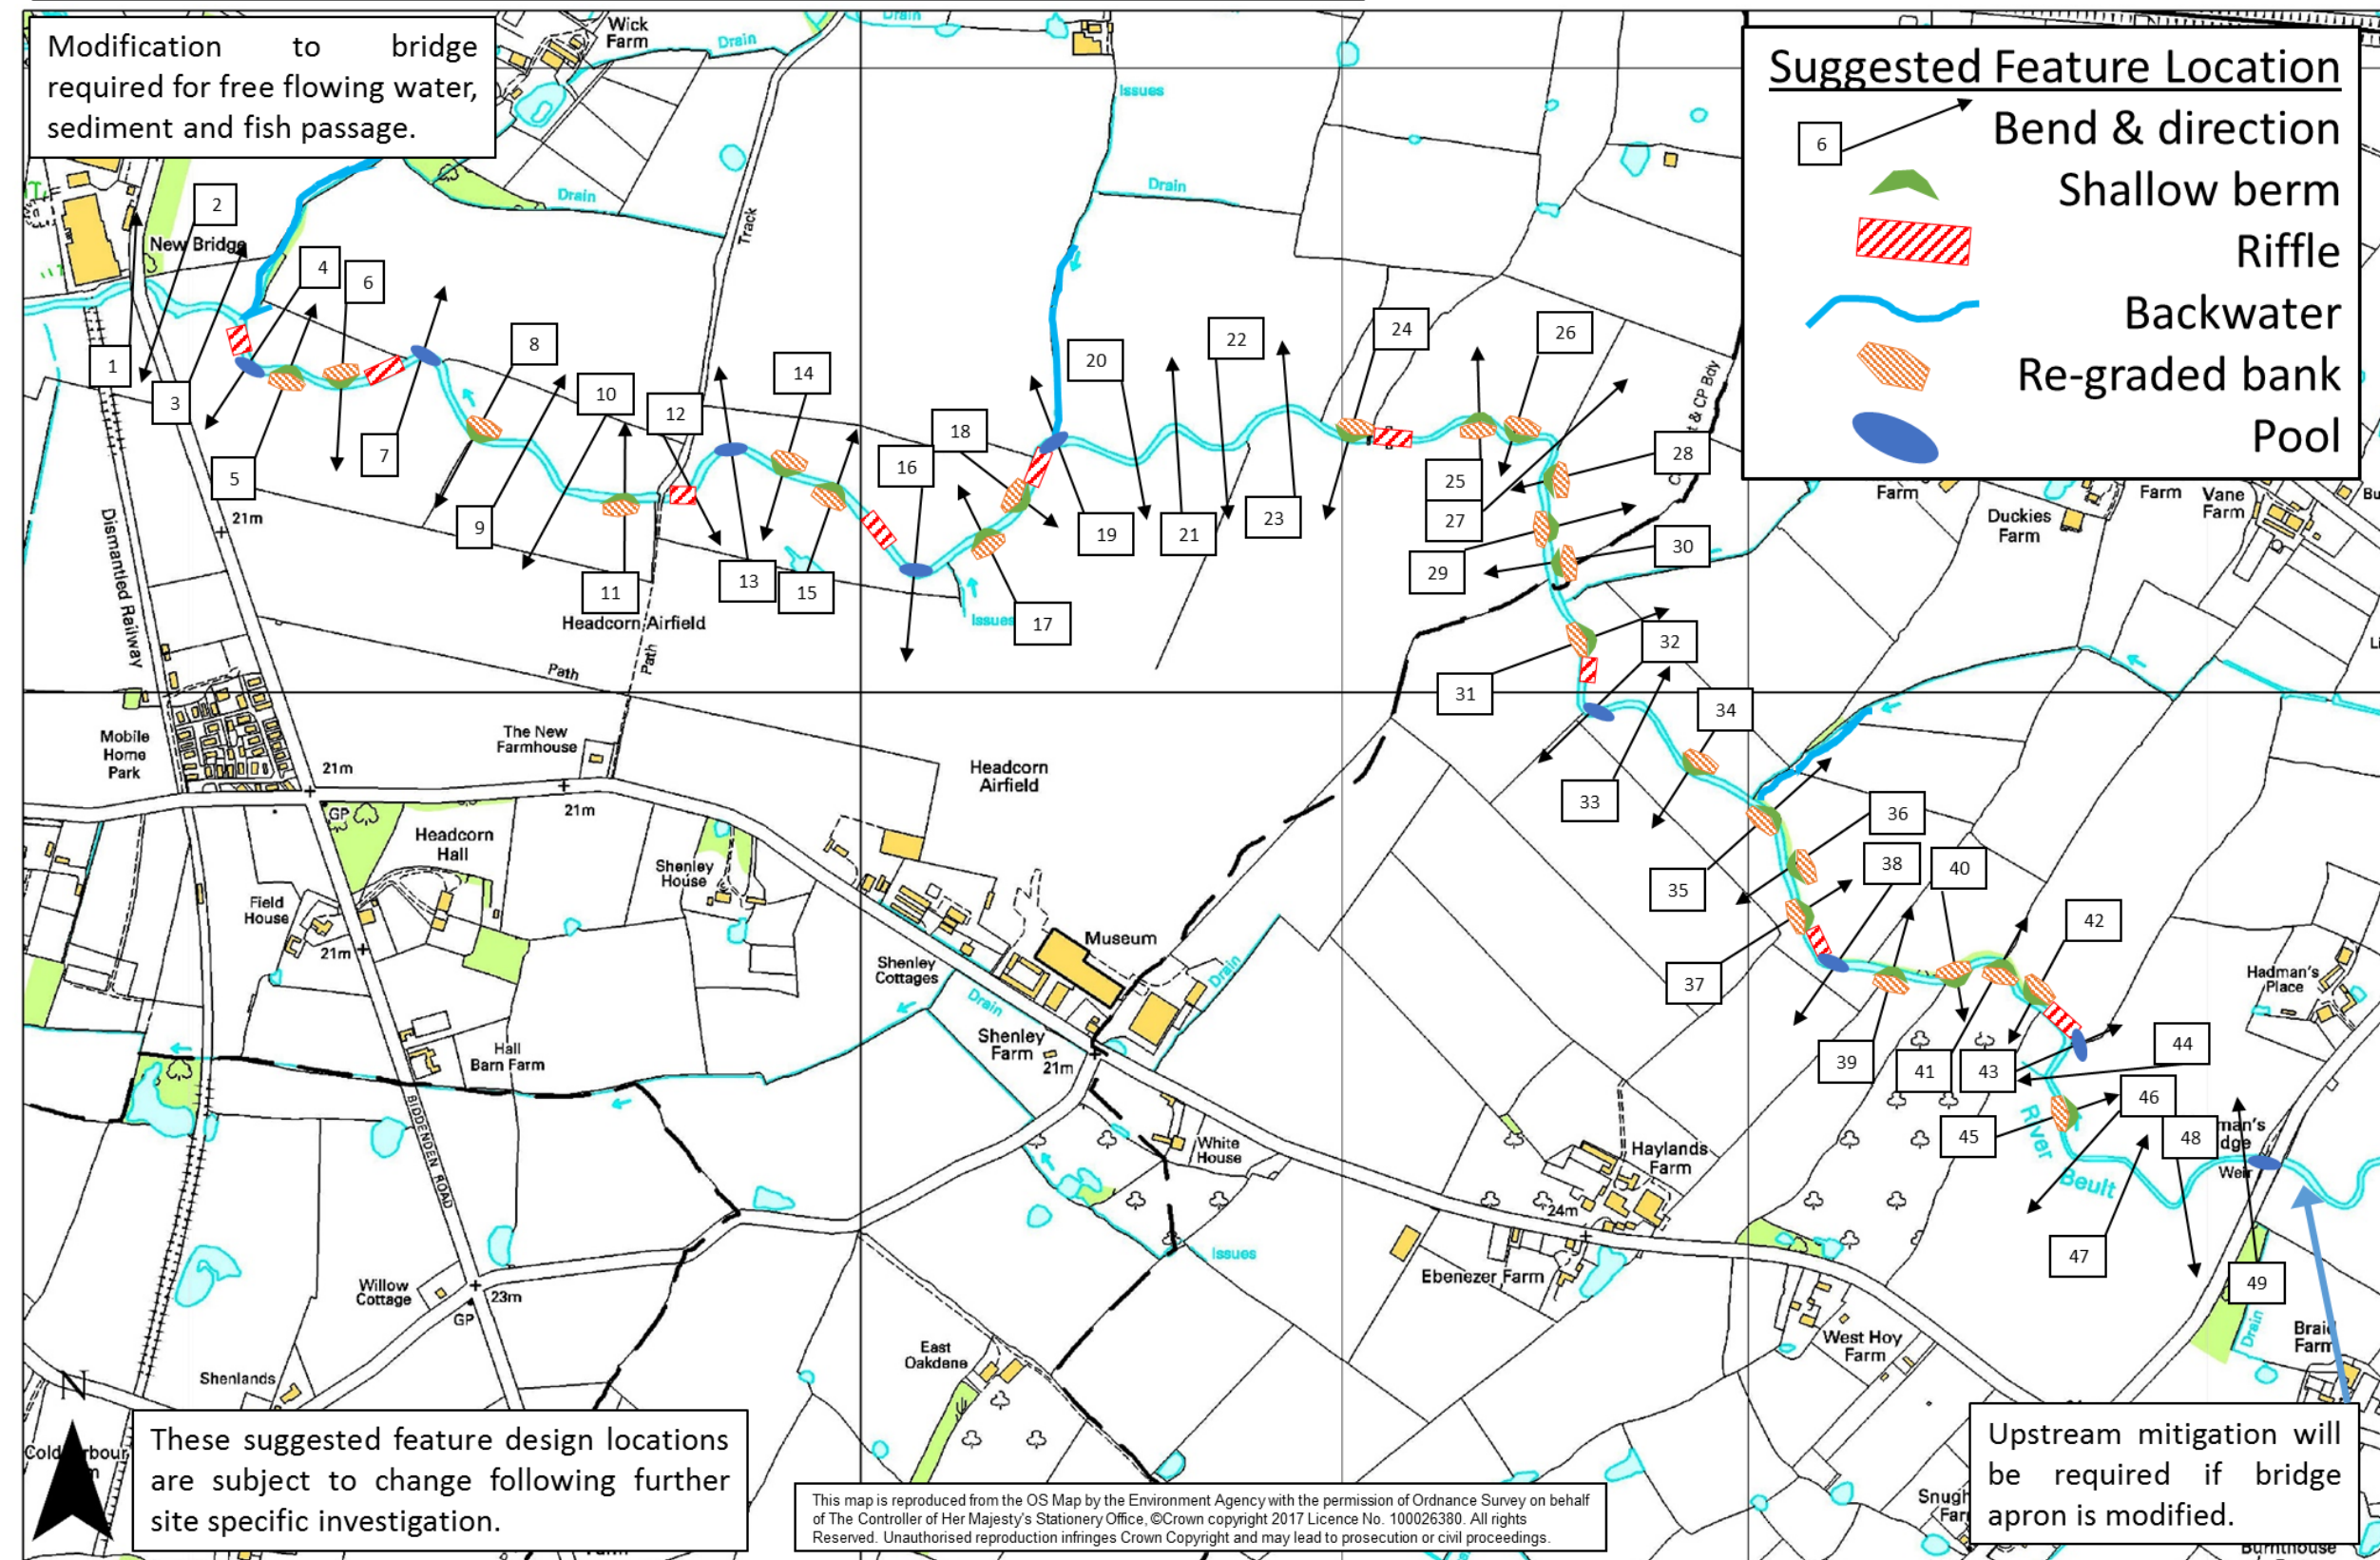 Modification to bridge
required for free flowing water,
sediment and fish passage.
Suggested Feature Location
6
Bend & direction
Shallow berm
Riffle
Backwater
Re-graded bank
Pool
Wick
Farm
Drain
Drain
Issues
Drain
Drain
Track
New Bridge
1
2
3
4
5
6
7
8
9
10
11
12
13
14
15
16
17
18
19
20
21
22
23
24
25
26
27
28
29
30
31
32
33
34
35
36
37
38
39
40
41
42
43
44
45
46
47
48
49
& CP Bdy
Farm
Duckies
Farm
Farm
Vane
Farm
21m
Dismantled Railway
Headcorn Airfield
Issues
Path
Path
Mobile
Home
Park
The New
Farmhouse
21m
21m
Headcorn
Airfield
GP
Headcorn
Hall
Shenley
House
Field
House
21m
Museum
Shenley
Cottages
Drain
Drain
Shenley
Farm
21m
Hall
Barn Farm
BIDDENDEN ROAD
White
House
Issues
Haylands
Farm
24m
Ebenezer Farm
River
Beult
man's
dge
Weir
Hadman's
Place
Willow
Cottage
23m
GP
East
Oakdene
West Hoy
Farm
Drain
Farm
Shenlands
N
These suggested feature design locations
are subject to change following further
site specific investigation.
This map is reproduced from the OS Map by the Environment Agency with the permission of Ordnance Survey on behalf
of The Controller of Her Majesty's Stationery Office, ©Crown copyright 2017 Licence No. 100026380. All rights
Reserved. Unauthorised reproduction infringes Crown Copyright and may lead to prosecution or civil proceedings.
Upstream mitigation will
be required if bridge
apron is modified.